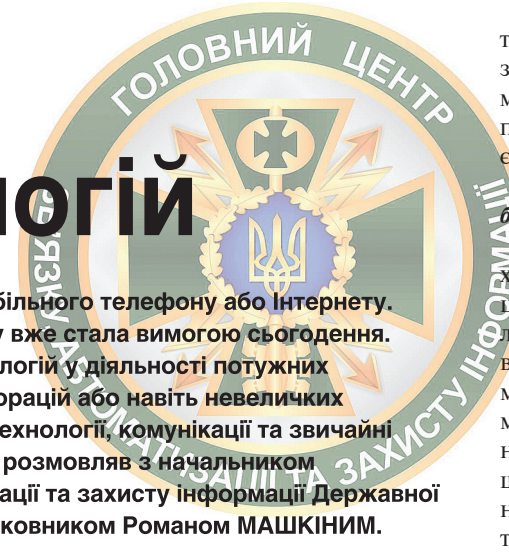 ГОЛОВНИЙ ЦЕНТР
ЗВ'ЯЗКУ, АВТОМАТИЗАЦІЇ ТА ЗАХИСТУ ІНФОРМАЦІЇ
логій
більного телефону або Інтернету.
у вже стала вимогою сьогодення.
логій у діяльності потужних
орацій або навіть невеличких
ехнології, комунікації та звичайні
розмовляв з начальником
ації та захисту інформації Державної
ковником Романом МАШКІНИМ.